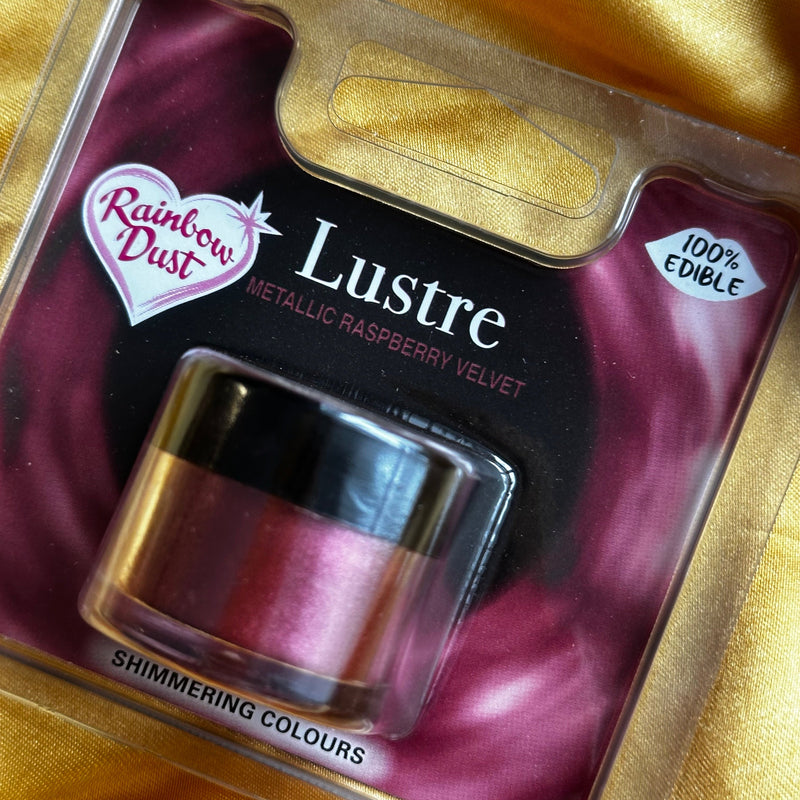 Rainbow
Dust
Lustre
METALLIC RASPBERRY VELVET
100%
EDIBLE
SHIMMERING COLOURS